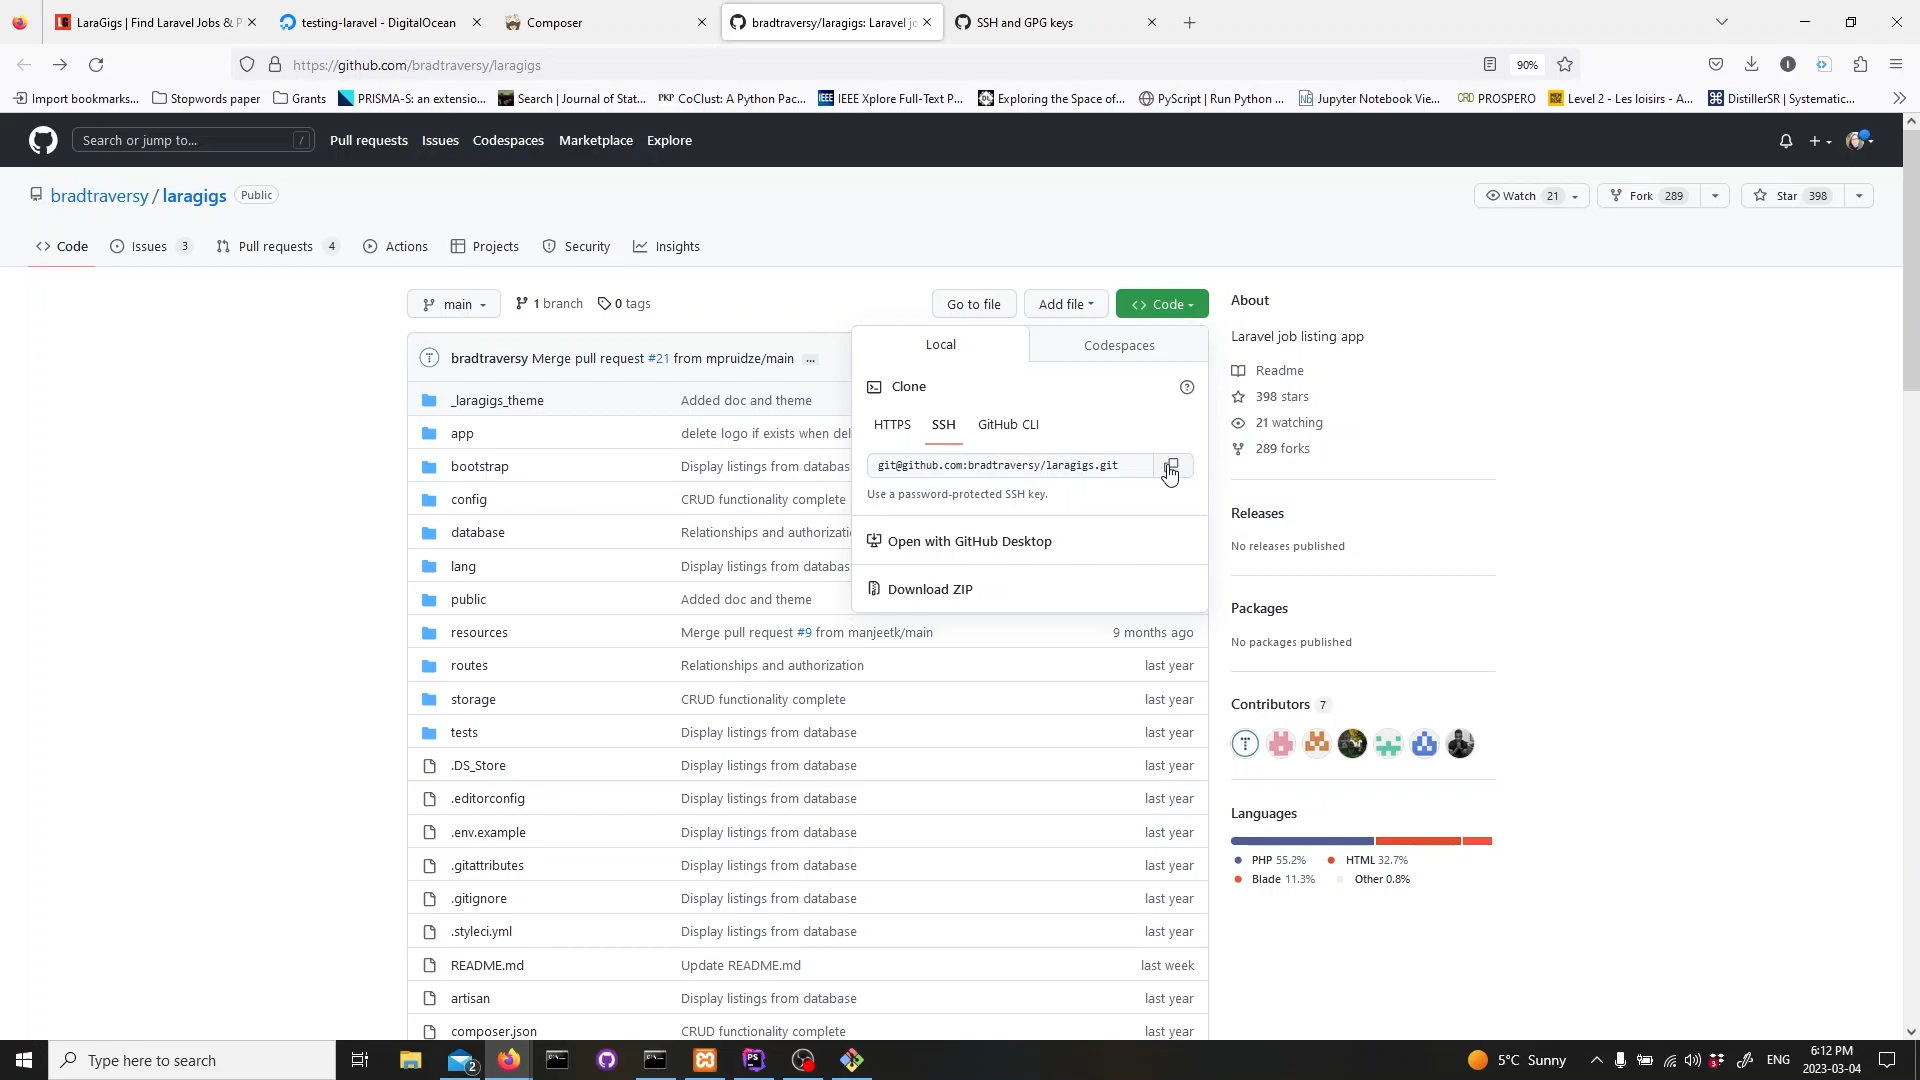 LaraGigs | Find Laravel Jobs & P
testing-laravel - DigitalOcean
Composer
bradtraversy/laragigs: Laravel jo
SSH and GPG keys
https://github.com/bradtraversy/laragigs
90%
Import bookmarks...
Stopwords paper
Grants
PRISMA-S: an extensio...
Search | Journal of Stat...
PKP CoClust: A Python Pac...
IEEE IEEE Xplore Full-Text P...
Exploring the Space of...
PyScript | Run Python ...
Jupyter Notebook Vie...
CRD PROSPERO
Level 2 - Les loisirs - A...
DistillerSR | Systematic...
Search or jump to...
/
Pull requests
Issues
Codespaces
Marketplace
Explore
bradtraversy / laragigs
Public
Watch 21
Fork 289
Star 398
Code
Issues 3
Pull requests 4
Actions
Projects
Security
Insights
main
1 branch
0 tags
Go to file
Add file
Code
bradtraversy Merge pull request #21 from mpruidze/main ...
_laragigs_theme Added doc and theme
app delete logo if exists when del
bootstrap Display listings from databas
config CRUD functionality complete
database Relationships and authorizatio
lang Display listings from databas
public Added doc and theme
resources Merge pull request #9 from manjeetk/main 9 months ago
routes Relationships and authorization last year
storage CRUD functionality complete last year
tests Display listings from database last year
.DS_Store Display listings from database last year
.editorconfig Display listings from database last year
.env.example Display listings from database last year
.gitattributes Display listings from database last year
.gitignore Display listings from database last year
.styleci.yml Display listings from database last year
README.md Update README.md last week
artisan Display listings from database last year
composer.json CRUD functionality complete last year
Local
Codespaces
Clone
HTTPS
SSH
GitHub CLI
git@github.com:bradtraversy/laragigs.git
Use a password-protected SSH key.
Open with GitHub Desktop
Download ZIP
About
Laravel job listing app
Readme
398 stars
21 watching
289 forks
Releases
No releases published
Packages
No packages published
Contributors 7
Languages
PHP 55.2%
HTML 32.7%
Blade 11.3%
Other 0.8%
Type here to search
2
PS
5°C Sunny
ENG
6:12 PM
2023-03-04